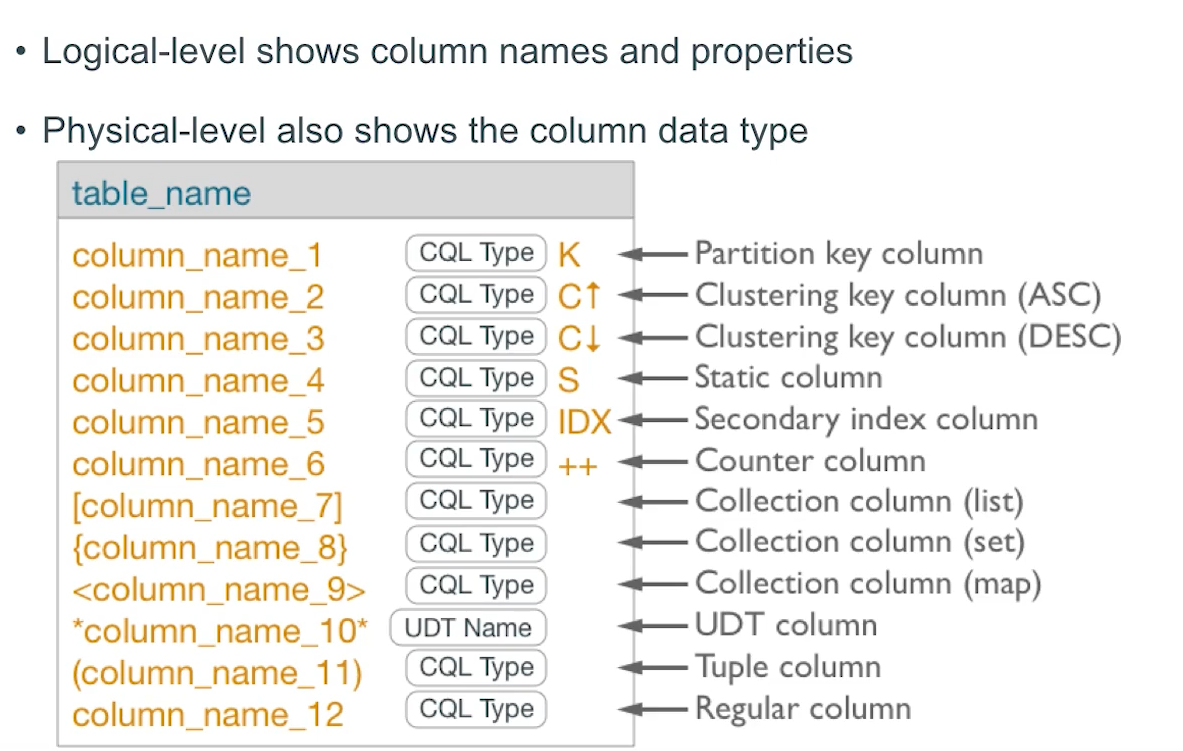 • Logical-level shows column names and properties
• Physical-level also shows the column data type
table_name
column_name_1 CQL Type K Partition key column
column_name_2 CQL Type C↑ Clustering key column (ASC)
column_name_3 CQL Type C↓ Clustering key column (DESC)
column_name_4 CQL Type S Static column
column_name_5 CQL Type IDX Secondary index column
column_name_6 CQL Type ++ Counter column
[column_name_7] CQL Type Collection column (list)
{column_name_8} CQL Type Collection column (set)
<column_name_9> CQL Type Collection column (map)
*column_name_10* UDT Name UDT column
(column_name_11) CQL Type Tuple column
column_name_12 CQL Type Regular column